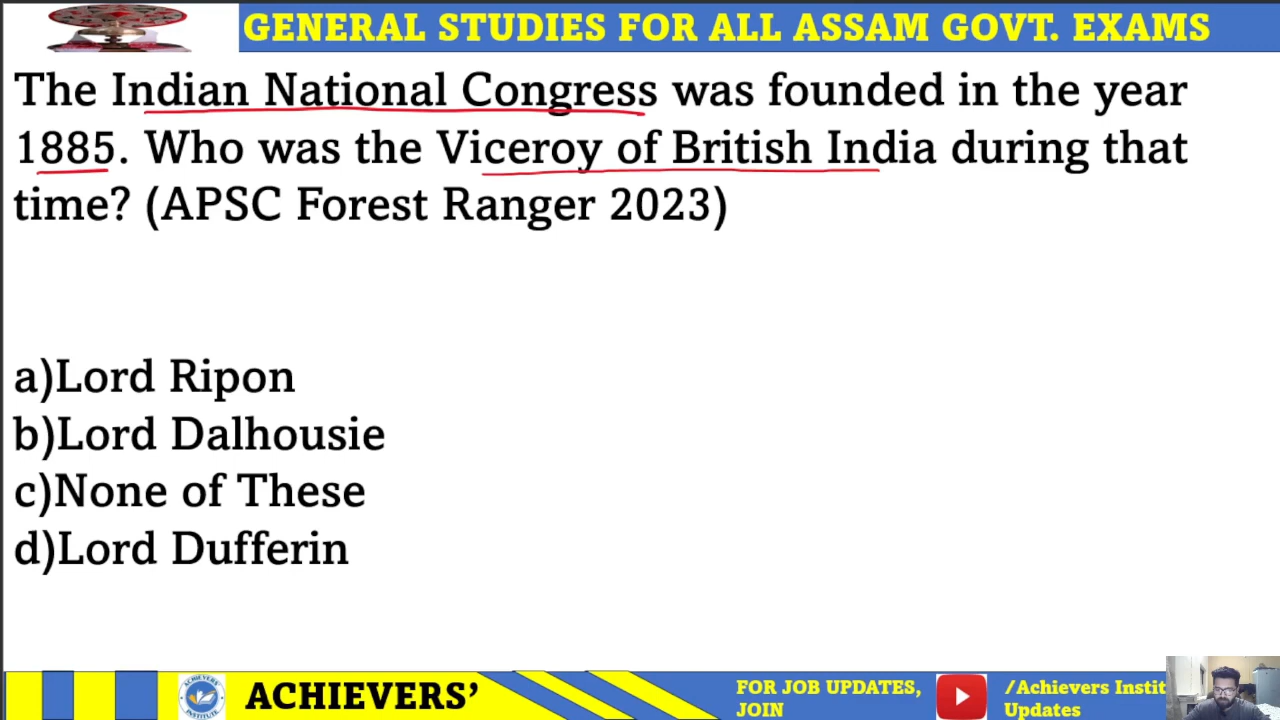 GENERAL STUDIES FOR ALL ASSAM GOVT. EXAMS
The Indian National Congress was founded in the year
1885. Who was the Viceroy of British India during that
time? (APSC Forest Ranger 2023)
a)Lord Ripon
b)Lord Dalhousie
c)None of These
d)Lord Dufferin
ACHIEVERS'
INSTITUTE
ACHIEVERS’
FOR JOB UPDATES,
JOIN
/Achievers Instit
Updates